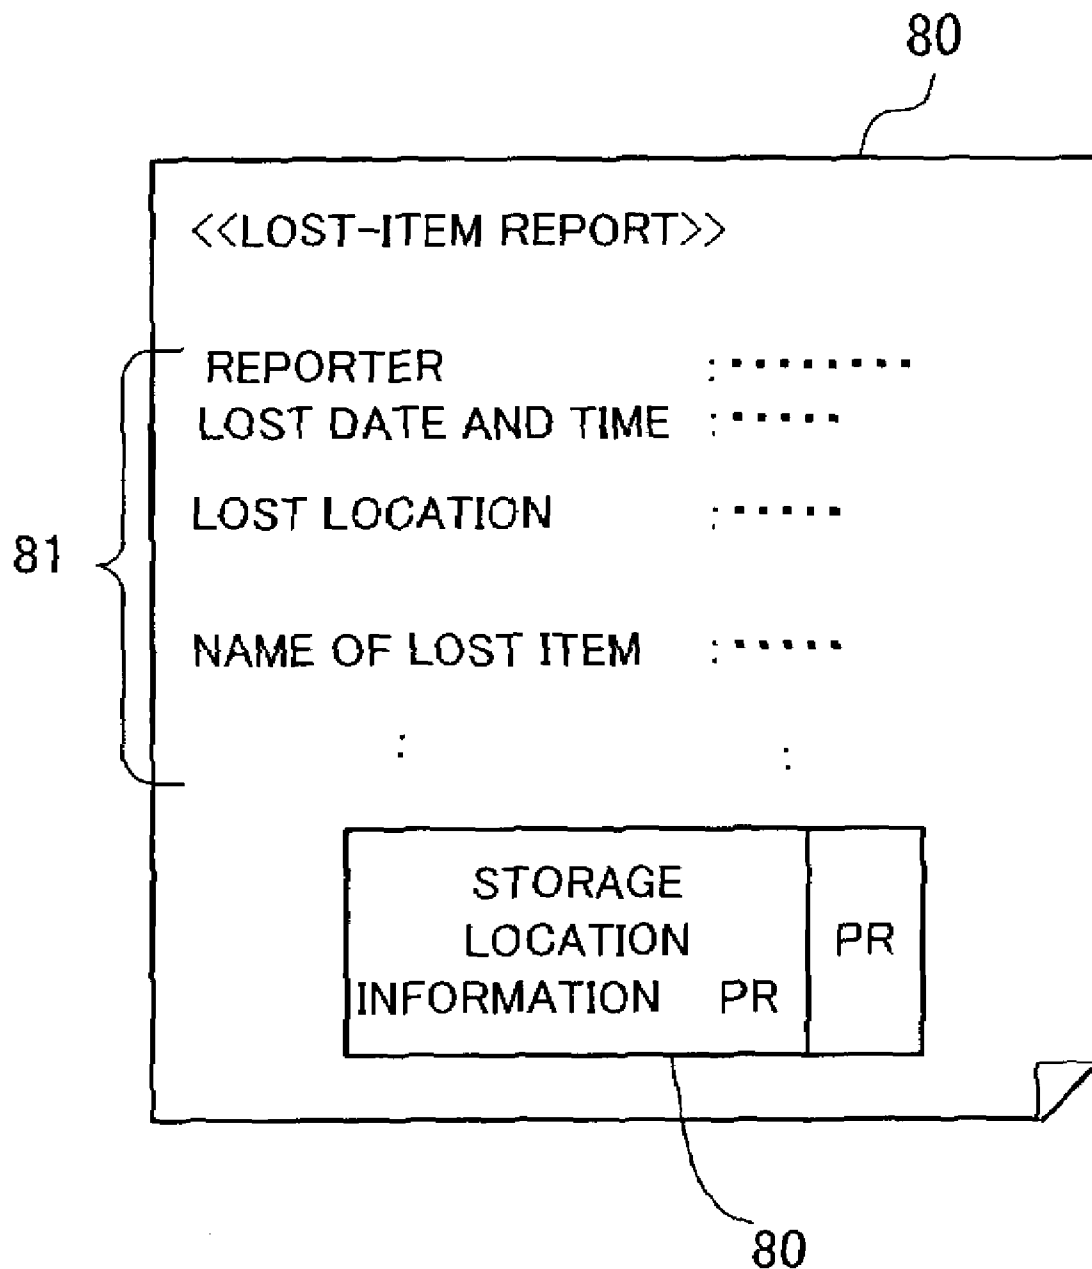 80
<<LOST-ITEM REPORT>>
REPORTER : ▪▪▪▪▪▪▪▪
LOST DATE AND TIME : ▪▪▪▪▪
LOST LOCATION : ▪▪▪▪▪
81
NAME OF LOST ITEM : ▪▪▪▪▪
: :
STORAGE
LOCATION PR
INFORMATION PR
80